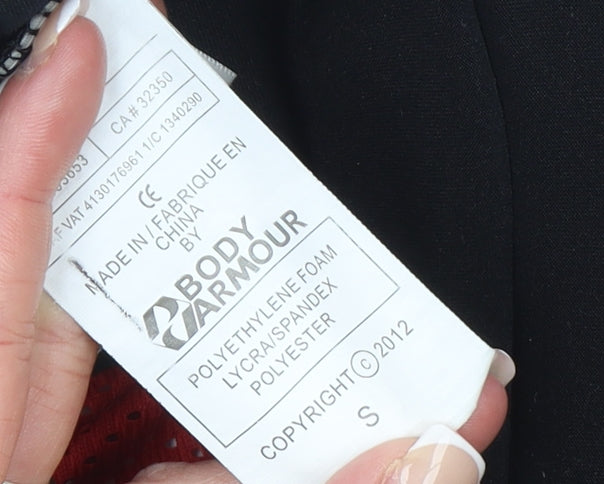 CA # 32350
VAT 4130176961 1/C 1340290
CE
MADE IN / FABRIQUE EN
CHINA
BY
BODY
ARMOUR
POLYETHYLENE FOAM
LYCRA/SPANDEX
POLYESTER
COPYRIGHT © 2012
S